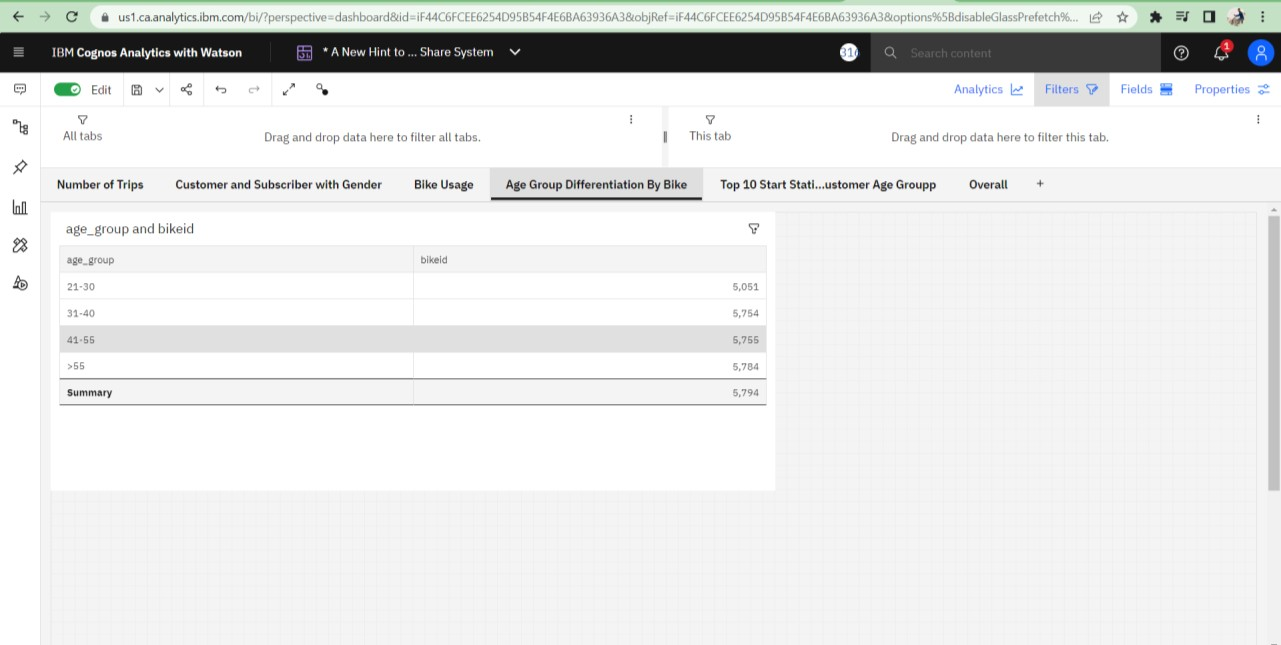 us1.ca.analytics.ibm.com/bi/?perspective=dashboard&id=iF44C6FCEE6254D95B54F4E6BA63936A3&objRef=iF44C6FCEE6254D95B54F4E6BA63936A3&options%5BdisableGlassPrefetch%...
IBM Cognos Analytics with Watson
* A New Hint to ... Share System
Search content
1
Edit
Analytics
Filters
Fields
Properties
All tabs
Drag and drop data here to filter all tabs.
This tab
Drag and drop data here to filter this tab.
Number of Trips
Customer and Subscriber with Gender
Bike Usage
Age Group Differentiation By Bike
Top 10 Start Stati...ustomer Age Groupp
Overall
+
age_group and bikeid
age_group bikeid
21-30 5,051
31-40 5,754
41-55 5,755
>55 5,784
Summary 5,794